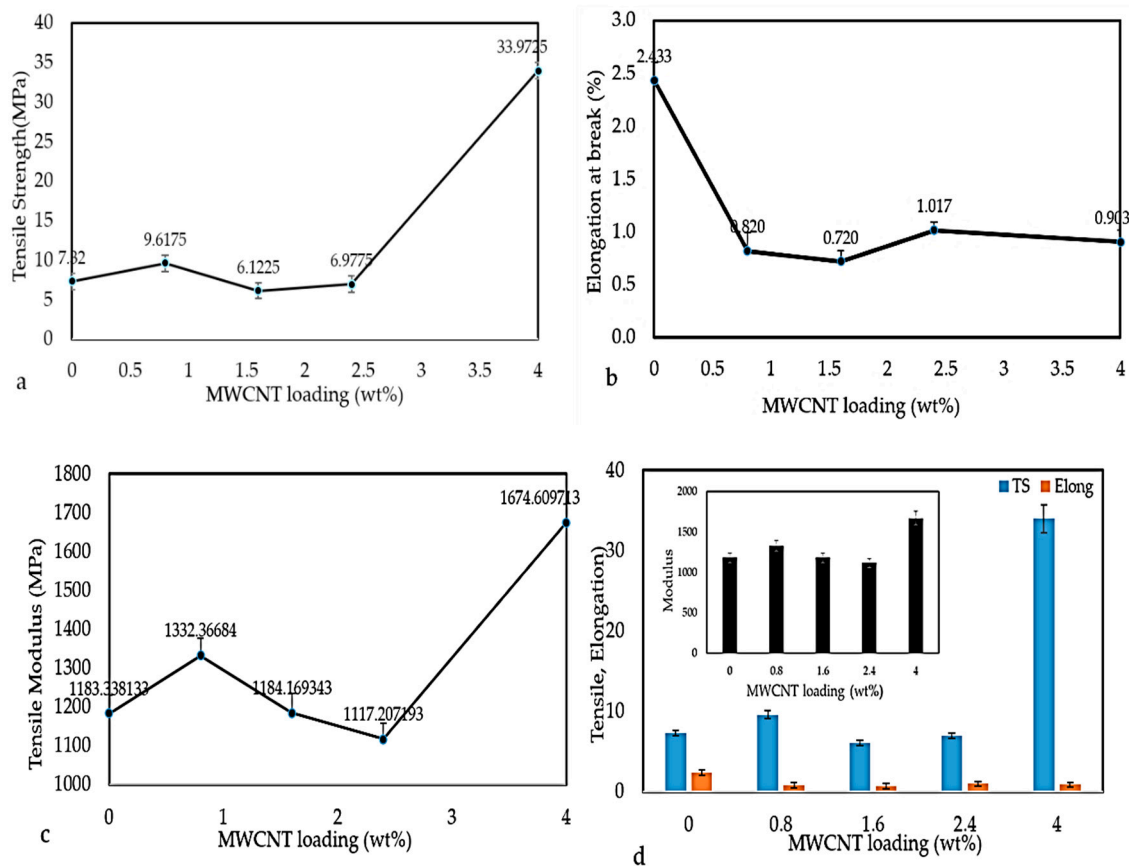 40
35
30
25
20
15
10
5
0
Tensile Strength(MPa)
7.32
9.6175
6.1225
6.9775
33.9725
0 0.5 1 1.5 2 2.5 3 3.5 4
MWCNT loading (wt%)
a
3.0
2.5
2.0
1.5
1.0
0.5
0.0
Elongation at break (%)
2.433
0.820
0.720
1.017
0.903
0 0.5 1 1.5 2 2.5 3 3.5 4
MWCNT loading (wt%)
b
1800
1700
1600
1500
1400
1300
1200
1100
1000
Tensile Modulus (MPa)
1183.338133
1332.36684
1184.169343
1117.207193
1674.609713
0 1 2 3 4
MWCNT loading (wt%)
c
40
30
20
10
0
Tensile, Elongation)
TS Elong
2000
1500
1000
500
0
Modulus
0 0.8 1.6 2.4 4
MWCNT loading (wt%)
0 0.8 1.6 2.4 4
MWCNT loading (wt%)
d